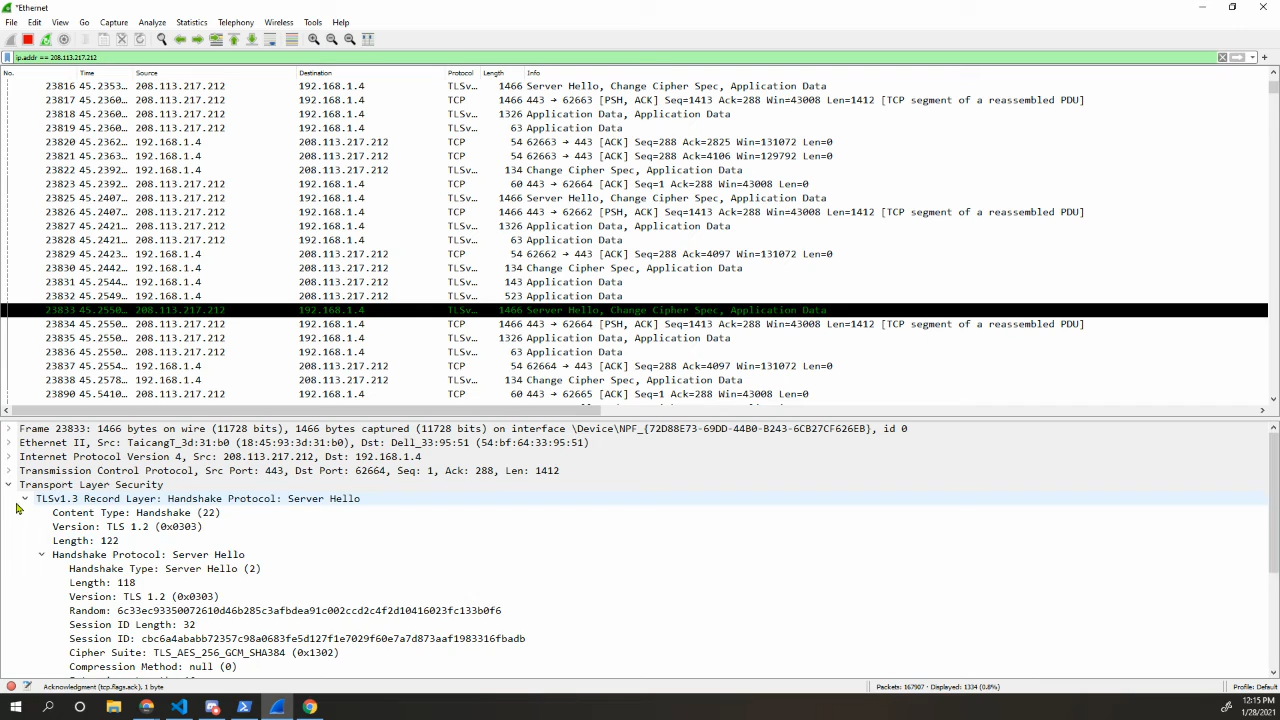 *Ethernet
File Edit View Go Capture Analyze Statistics Telephony Wireless Tools Help
ip.addr == 208.113.217.212
No. Time Source Destination Protocol Length Info
23816 45.2353… 208.113.217.212 192.168.1.4 TLSv… 1466 Server Hello, Change Cipher Spec, Application Data
23817 45.2360… 208.113.217.212 192.168.1.4 TCP 1466 443 → 62663 [PSH, ACK] Seq=1413 Ack=288 Win=43008 Len=1412 [TCP segment of a reassembled PDU]
23818 45.2360… 208.113.217.212 192.168.1.4 TLSv… 1326 Application Data, Application Data
23819 45.2360… 208.113.217.212 192.168.1.4 TLSv… 63 Application Data
23820 45.2362… 192.168.1.4 208.113.217.212 TCP 54 62663 → 443 [ACK] Seq=288 Ack=2825 Win=131072 Len=0
23821 45.2363… 192.168.1.4 208.113.217.212 TCP 54 62663 → 443 [ACK] Seq=288 Ack=4106 Win=129792 Len=0
23822 45.2392… 192.168.1.4 208.113.217.212 TLSv… 134 Change Cipher Spec, Application Data
23823 45.2392… 208.113.217.212 192.168.1.4 TCP 60 443 → 62664 [ACK] Seq=1 Ack=288 Win=43008 Len=0
23825 45.2407… 208.113.217.212 192.168.1.4 TLSv… 1466 Server Hello, Change Cipher Spec, Application Data
23826 45.2407… 208.113.217.212 192.168.1.4 TCP 1466 443 → 62662 [PSH, ACK] Seq=1413 Ack=288 Win=43008 Len=1412 [TCP segment of a reassembled PDU]
23827 45.2421… 208.113.217.212 192.168.1.4 TLSv… 1326 Application Data, Application Data
23828 45.2421… 208.113.217.212 192.168.1.4 TLSv… 63 Application Data
23829 45.2423… 192.168.1.4 208.113.217.212 TCP 54 62662 → 443 [ACK] Seq=288 Ack=4097 Win=131072 Len=0
23830 45.2442… 192.168.1.4 208.113.217.212 TLSv… 134 Change Cipher Spec, Application Data
23831 45.2544… 192.168.1.4 208.113.217.212 TLSv… 143 Application Data
23832 45.2549… 192.168.1.4 208.113.217.212 TLSv… 523 Application Data
23833 45.2550… 208.113.217.212 192.168.1.4 TLSv… 1466 Server Hello, Change Cipher Spec, Application Data
23834 45.2550… 208.113.217.212 192.168.1.4 TCP 1466 443 → 62664 [PSH, ACK] Seq=1413 Ack=288 Win=43008 Len=1412 [TCP segment of a reassembled PDU]
23835 45.2550… 208.113.217.212 192.168.1.4 TLSv… 1326 Application Data, Application Data
23836 45.2550… 208.113.217.212 192.168.1.4 TLSv… 63 Application Data
23837 45.2554… 192.168.1.4 208.113.217.212 TCP 54 62664 → 443 [ACK] Seq=288 Ack=4097 Win=131072 Len=0
23838 45.2578… 192.168.1.4 208.113.217.212 TLSv… 134 Change Cipher Spec, Application Data
23890 45.5410… 208.113.217.212 192.168.1.4 TCP 60 443 → 62665 [ACK] Seq=1 Ack=288 Win=43008 Len=0
Frame 23833: 1466 bytes on wire (11728 bits), 1466 bytes captured (11728 bits) on interface \Device\NPF_{72D88E73-69DD-44B0-B243-6CB27CF626EB}, id 0
Ethernet II, Src: TaicangT_3d:31:b0 (18:45:93:3d:31:b0), Dst: Dell_33:95:51 (54:bf:64:33:95:51)
Internet Protocol Version 4, Src: 208.113.217.212, Dst: 192.168.1.4
Transmission Control Protocol, Src Port: 443, Dst Port: 62664, Seq: 1, Ack: 288, Len: 1412
Transport Layer Security
TLSv1.3 Record Layer: Handshake Protocol: Server Hello
Content Type: Handshake (22)
Version: TLS 1.2 (0x0303)
Length: 122
Handshake Protocol: Server Hello
Handshake Type: Server Hello (2)
Length: 118
Version: TLS 1.2 (0x0303)
Random: 6c33ec93350072610d46b285c3afbdea91c002ccd2c4f2d10416023fc133b0f6
Session ID Length: 32
Session ID: cbc6a4ababb72357c98a0683fe5d127f1e7029f60e7a7d873aaf1983316fbadb
Cipher Suite: TLS_AES_256_GCM_SHA384 (0x1302)
Compression Method: null (0)
Acknowledgment (tcp.flags.ack), 1 byte Packets: 167907 · Displayed: 1334 (0.8%) Profile: Default
12:15 PM
1/28/2021